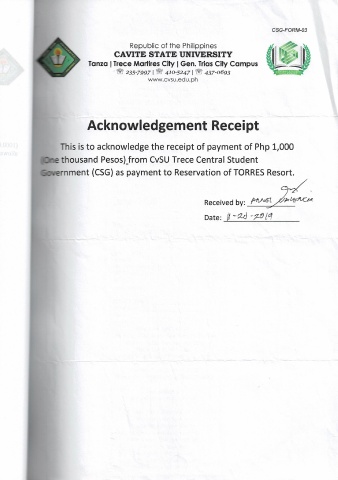 CSG-FORM-03
Republic of the Philippines
CAVITE STATE UNIVERSITY
Tanza | Trece Martires City | Gen. Trias City Campus
☏ 235-7997 | ☏ 410-5247 | ☏ 437-0693
www.cvsu.edu.ph
Acknowledgement Receipt
This is to acknowledge the receipt of payment of Php 1,000
(One thousand Pesos) from CvSU Trece Central Student
Government (CSG) as payment to Reservation of TORRES Resort.
Received by:
Date: 11-20-2019